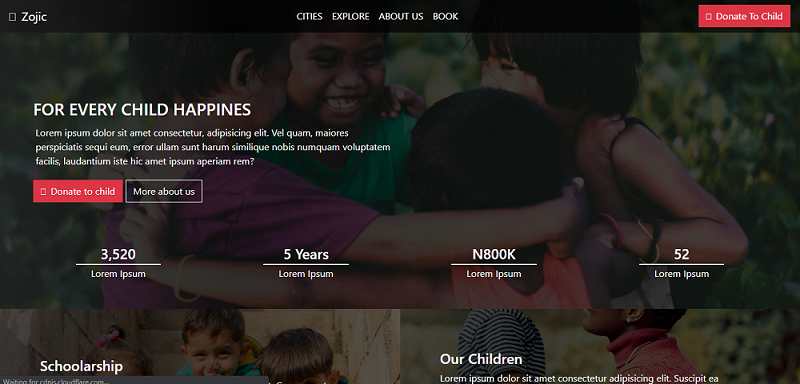 Zojic
CITIES EXPLORE ABOUT US BOOK
Donate To Child
FOR EVERY CHILD HAPPINES
Lorem ipsum dolor sit amet consectetur, adipisicing elit. Vel quam, maiores
perspiciatis sequi eum, error ullam sunt harum similique nobis numquam voluptatem
facilis, laudantium iste hic amet ipsum aperiam rem?
Donate to child
More about us
3,520
Lorem Ipsum
5 Years
Lorem Ipsum
N800K
Lorem Ipsum
52
Lorem Ipsum
Schoolarship
Our Children
Lorem ipsum dolor sit amet consectetur adipisicing elit. Suscipit ea
Waiting for cdnjs.cloudflare.com...